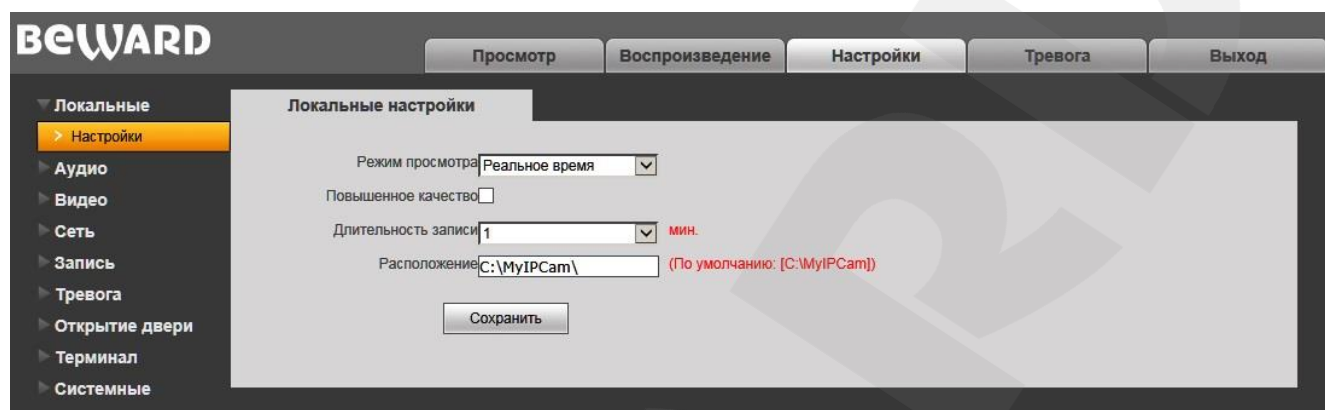 BEWARD
Просмотр Воспроизведение Настройки Тревога Выход
Локальные
> Настройки
Аудио
Видео
Сеть
Запись
Тревога
Открытие двери
Терминал
Системные
Локальные настройки
Режим просмотра Реальное время
Повышенное качество
Длительность записи 1 мин.
Расположение C:\MyIPCam\ (По умолчанию: [C:\MyIPCam])
Сохранить